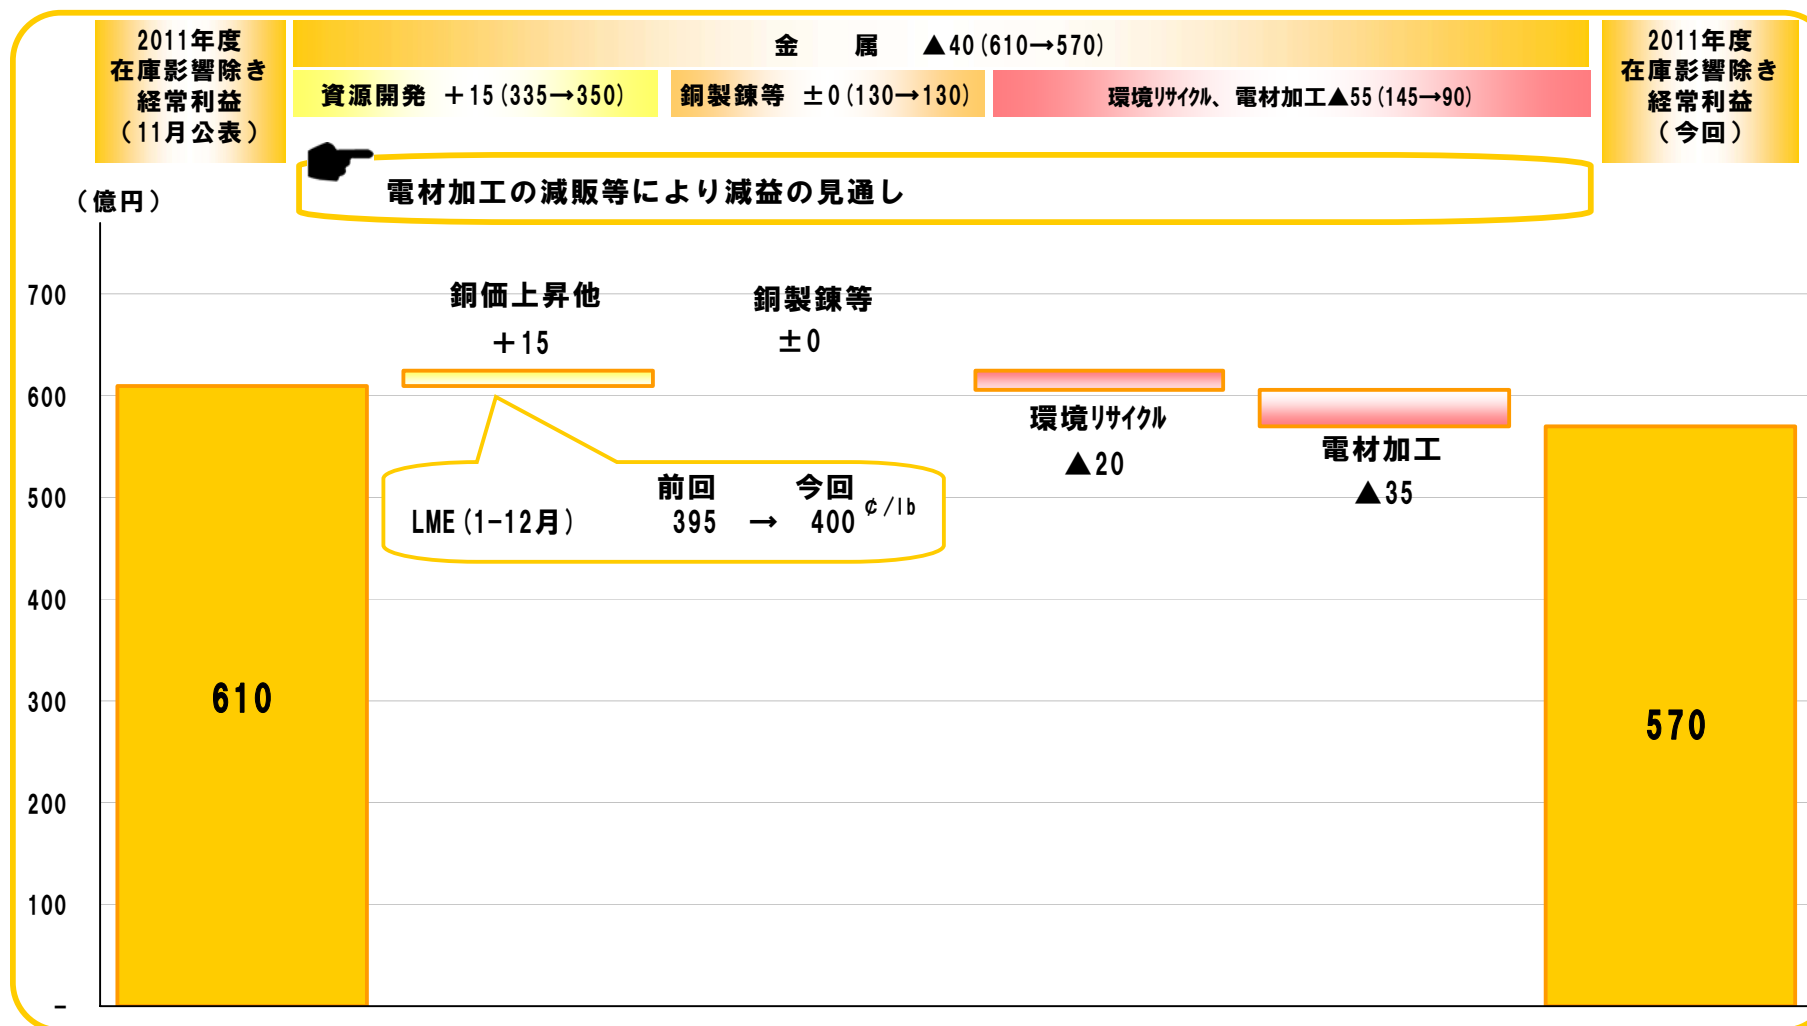 2011年度
在庫影響除き
経常利益
（11月公表）
金　　属　▲40(610→570)
資源開発 ＋15(335→350)
銅製錬等 ±0(130→130)
環境ﾘｻｲｸﾙ、電材加工▲55(145→90)
2011年度
在庫影響除き
経常利益
（今回）
電材加工の減販等により減益の見通し
（億円）
700
600
500
400
300
200
100
-
610
銅価上昇他
＋15
前回　今回
LME(1-12月)　395 → 400 ¢/lb
銅製錬等
±0
環境ﾘｻｲｸﾙ
▲20
電材加工
▲35
570